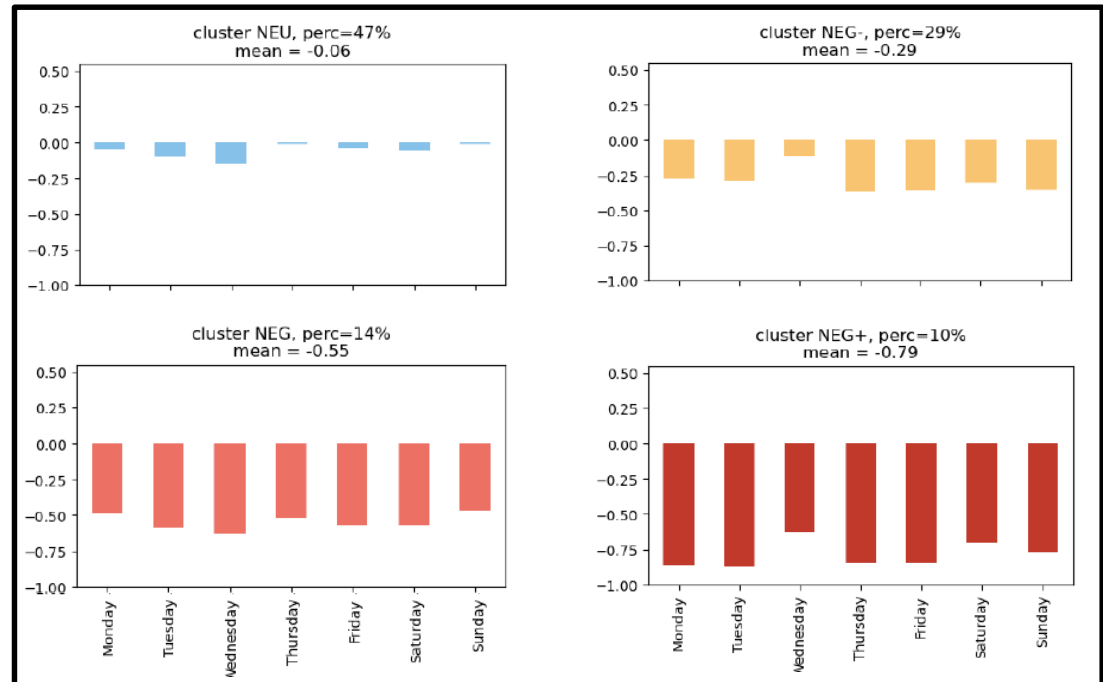 cluster NEU, perc=47%
mean = -0.06
0.50
0.25
0.00
−0.25
−0.50
−0.75
−1.00
cluster NEG-, perc=29%
mean = -0.29
0.50
0.25
0.00
−0.25
−0.50
−0.75
−1.00
cluster NEG, perc=14%
mean = -0.55
0.50
0.25
0.00
−0.25
−0.50
−0.75
−1.00
Monday
Tuesday
Wednesday
Thursday
Friday
Saturday
Sunday
cluster NEG+, perc=10%
mean = -0.79
0.50
0.25
0.00
−0.25
−0.50
−0.75
−1.00
Monday
Tuesday
Wednesday
Thursday
Friday
Saturday
Sunday